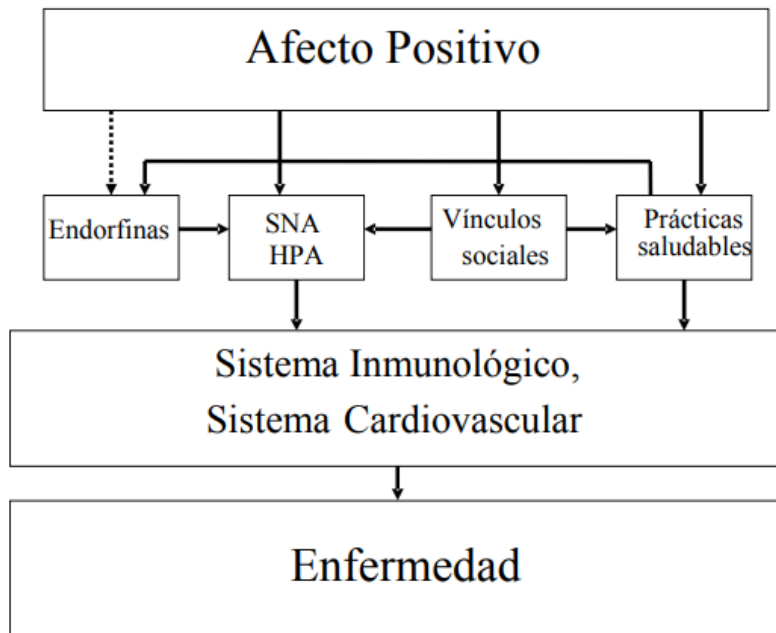 Afecto Positivo
Endorfinas
SNA
HPA
Vínculos
sociales
Prácticas
saludables
Sistema Inmunológico,
Sistema Cardiovascular
Enfermedad